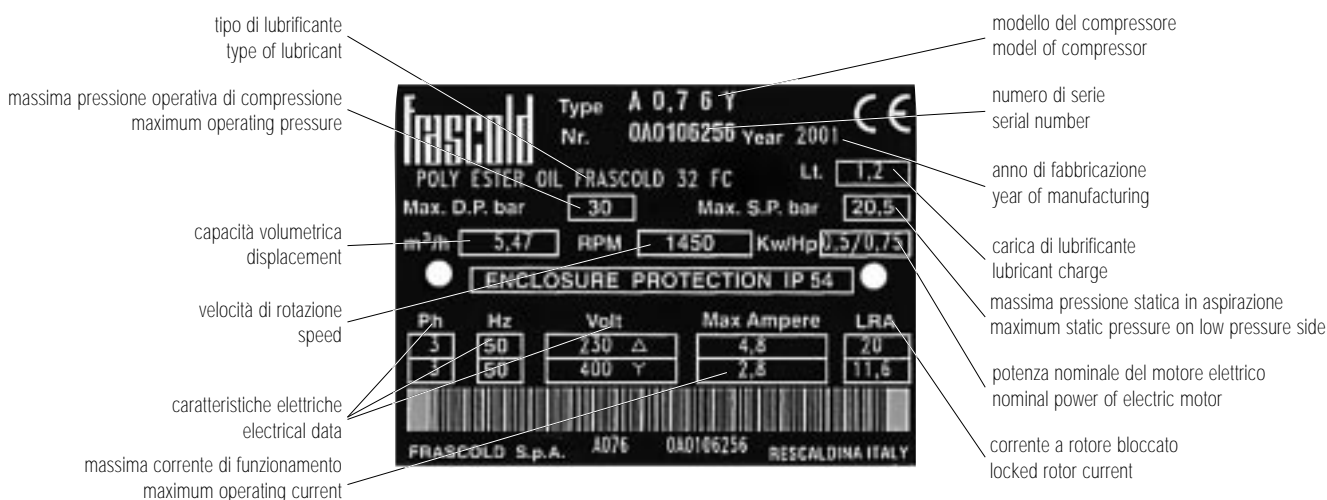 tipo di lubrificante
type of lubricant
massima pressione operativa di compressione
maximum operating pressure
capacità volumetrica
displacement
velocità di rotazione
speed
caratteristiche elettriche
electrical data
massima corrente di funzionamento
maximum operating current
frascold
Type A 0,7 6 Y
Nr. 0A0106256 Year 2001 CE
POLY ESTER OIL FRASCOLD 32 FC Lt. 1,2
Max. D.P. bar 30 Max. S.P. bar 20,5
m³/h 5,47 RPM 1450 Kw/Hp 0,5/0,75
ENCLOSURE PROTECTION IP 54
Ph Hz Volt Max Ampere LRA
3 50 230 △ 4,8 20
3 50 400 Y 2,8 11,6
FRASCOLD S.p.A. A076 0A0106256 RESCALDINA ITALY
modello del compressore
model of compressor
numero di serie
serial number
anno di fabbricazione
year of manufacturing
carica di lubrificante
lubricant charge
massima pressione statica in aspirazione
maximum static pressure on low pressure side
potenza nominale del motore elettrico
nominal power of electric motor
corrente a rotore bloccato
locked rotor current